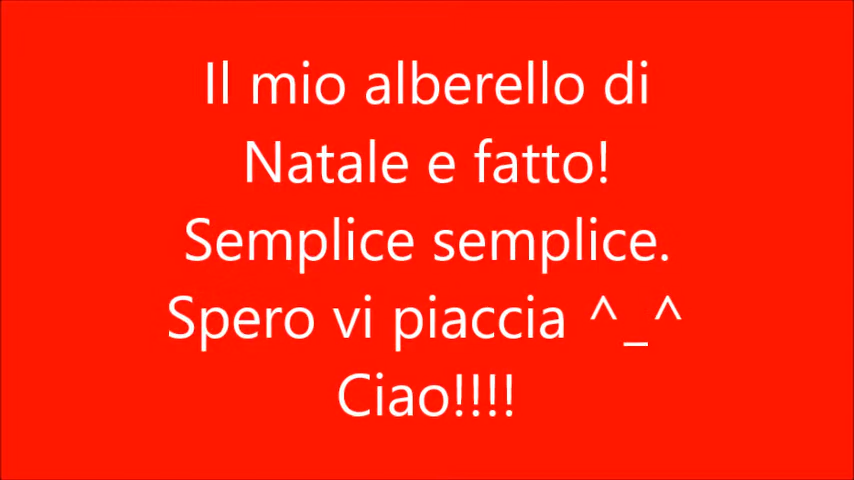 Il mio alberello di
Natale e fatto!
Semplice semplice.
Spero vi piaccia ^_^
Ciao!!!!